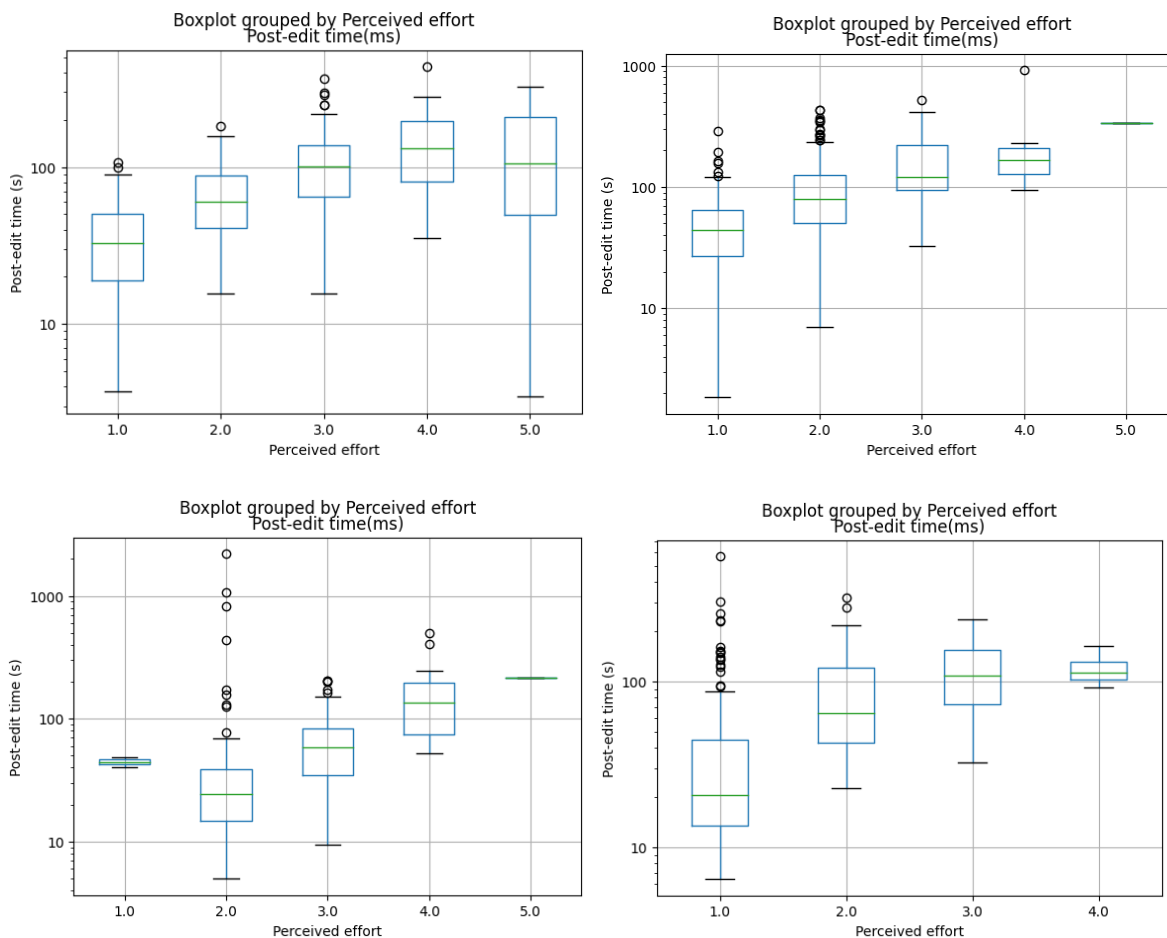 Boxplot grouped by Perceived effort
Post-edit time(ms)
Post-edit time (s)
100
10
1.0 2.0 3.0 4.0 5.0
Perceived effort
Boxplot grouped by Perceived effort
Post-edit time(ms)
Post-edit time (s)
1000
100
10
1.0 2.0 3.0 4.0 5.0
Perceived effort
Boxplot grouped by Perceived effort
Post-edit time(ms)
Post-edit time (s)
1000
100
10
1.0 2.0 3.0 4.0 5.0
Perceived effort
Boxplot grouped by Perceived effort
Post-edit time(ms)
Post-edit time (s)
100
10
1.0 2.0 3.0 4.0
Perceived effort